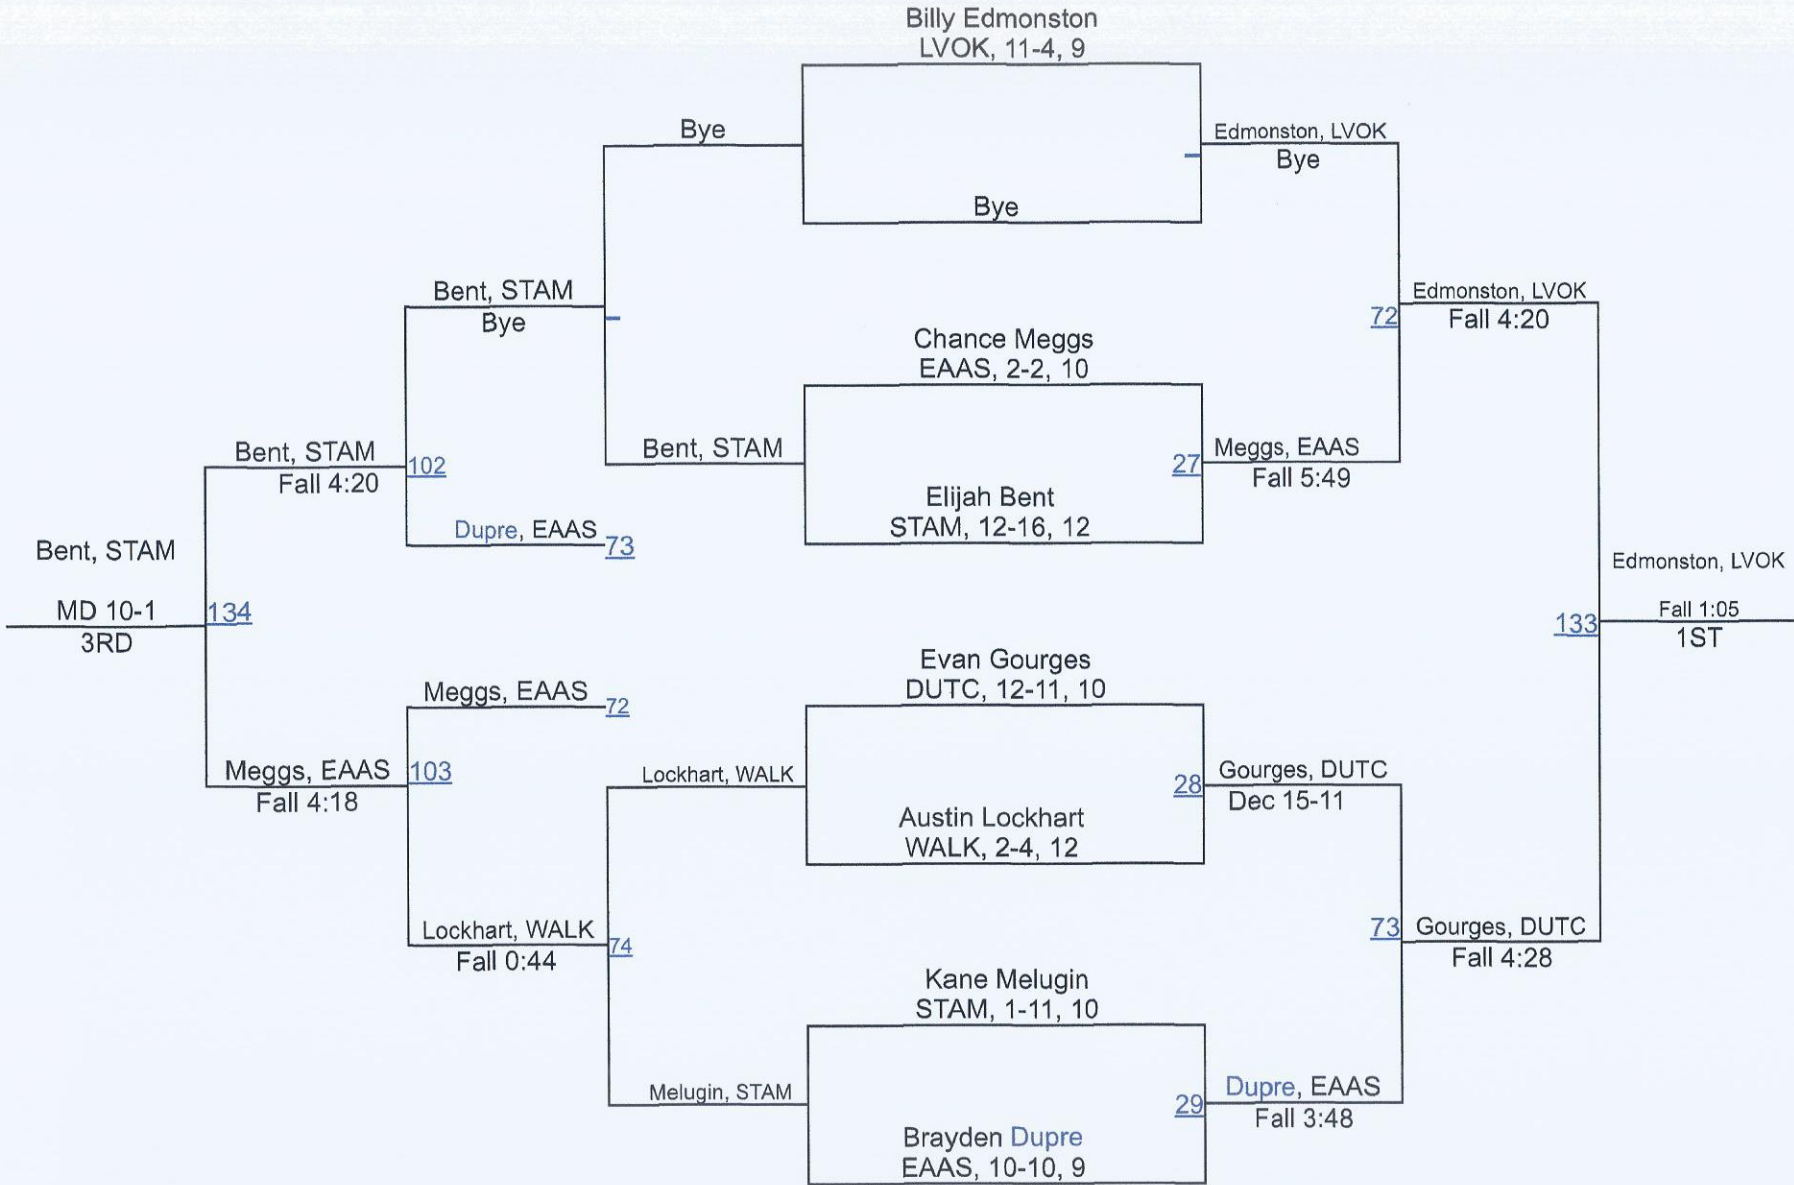 Billy Edmonston
LVOK, 11-4, 9
Bye
Edmonston, LVOK
Bye
Bye
Bent, STAM
Bye
Edmonston, LVOK
72
Fall 4:20
Chance Meggs
EAAS, 2-2, 10
Bent, STAM
102
Fall 4:20
Bent, STAM
27
Meggs, EAAS
Fall 5:49
Elijah Bent
STAM, 12-16, 12
Dupre, EAAS
73
Bent, STAM
Edmonston, LVOK
MD 10-1
134
3RD
133
Fall 1:05
1ST
Evan Gourges
DUTC, 12-11, 10
Meggs, EAAS
72
Meggs, EAAS
103
Fall 4:18
Lockhart, WALK
28
Gourges, DUTC
Dec 15-11
Austin Lockhart
WALK, 2-4, 12
Lockhart, WALK
74
Fall 0:44
73
Gourges, DUTC
Fall 4:28
Kane Melugin
STAM, 1-11, 10
Melugin, STAM
29
Dupre, EAAS
Fall 3:48
Brayden Dupre
EAAS, 10-10, 9